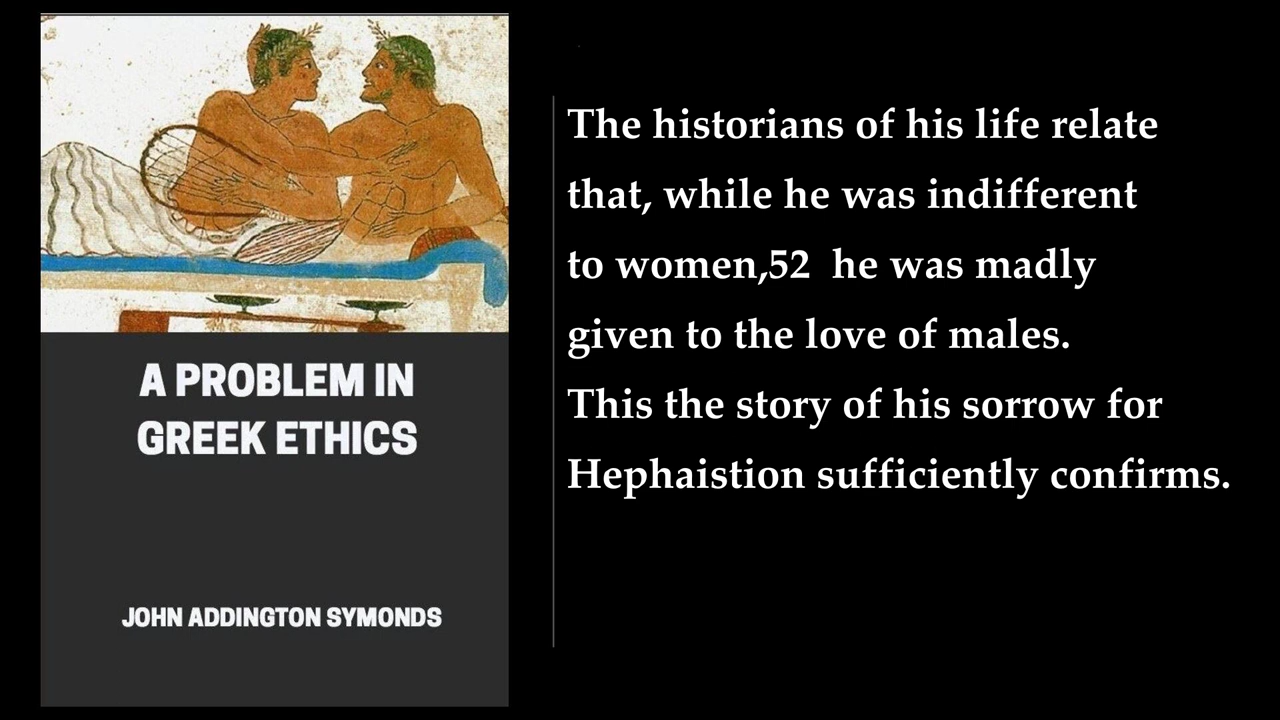 A PROBLEM IN
GREEK ETHICS
JOHN ADDINGTON SYMONDS
The historians of his life relate
that, while he was indifferent
to women,52 he was madly
given to the love of males.
This the story of his sorrow for
Hephaistion sufficiently confirms.